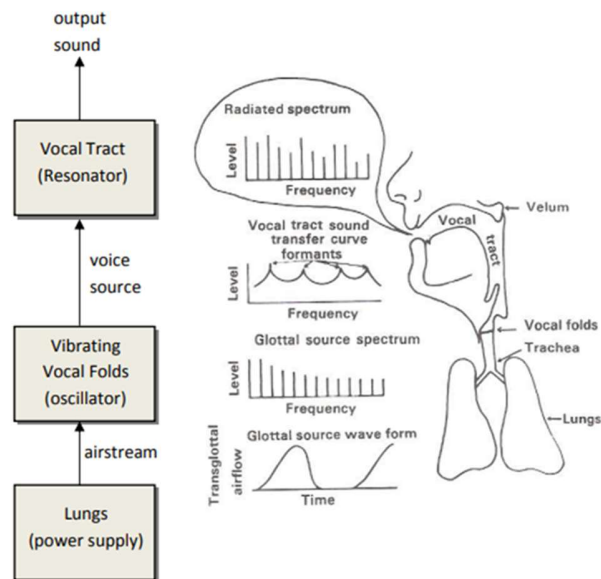 output
sound
Vocal Tract
(Resonator)
voice
source
Vibrating
Vocal Folds
(oscillator)
airstream
Lungs
(power supply)
Radiated spectrum
Level
Frequency
Vocal tract sound
transfer curve
formants
Level
Frequency
Glottal source spectrum
Level
Frequency
Glottal source wave form
Transglottal
airflow
Time
Velum
Vocal
tract
Vocal folds
Trachea
Lungs